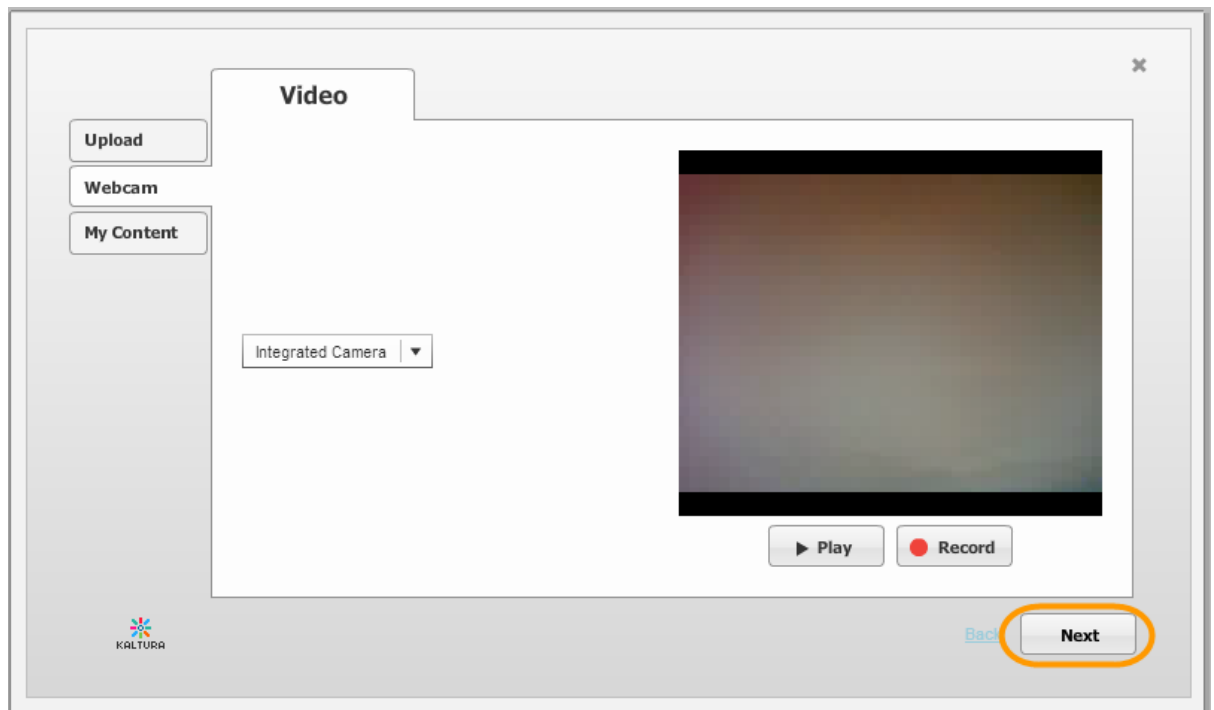 Video
Upload
Webcam
My Content
Integrated Camera
Play
Record
KALTURA
Back
Next